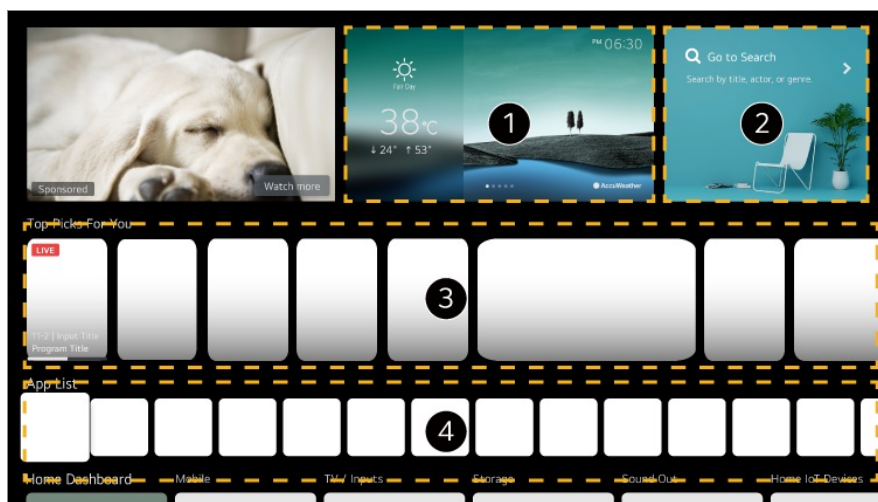 Sponsored
Watch more
Fair Day
38°C
↓ 24° ↑ 53°
PM 06:30
1
AccuWeather
Go to Search
Search by title, actor, or genre.
2
Top Picks For You
LIVE
3
11-2 | Input Title
Program Title
App List
4
Home Dashboard
Mobile
TV / Inputs
Storage
Sound Out
Home IoT Devices